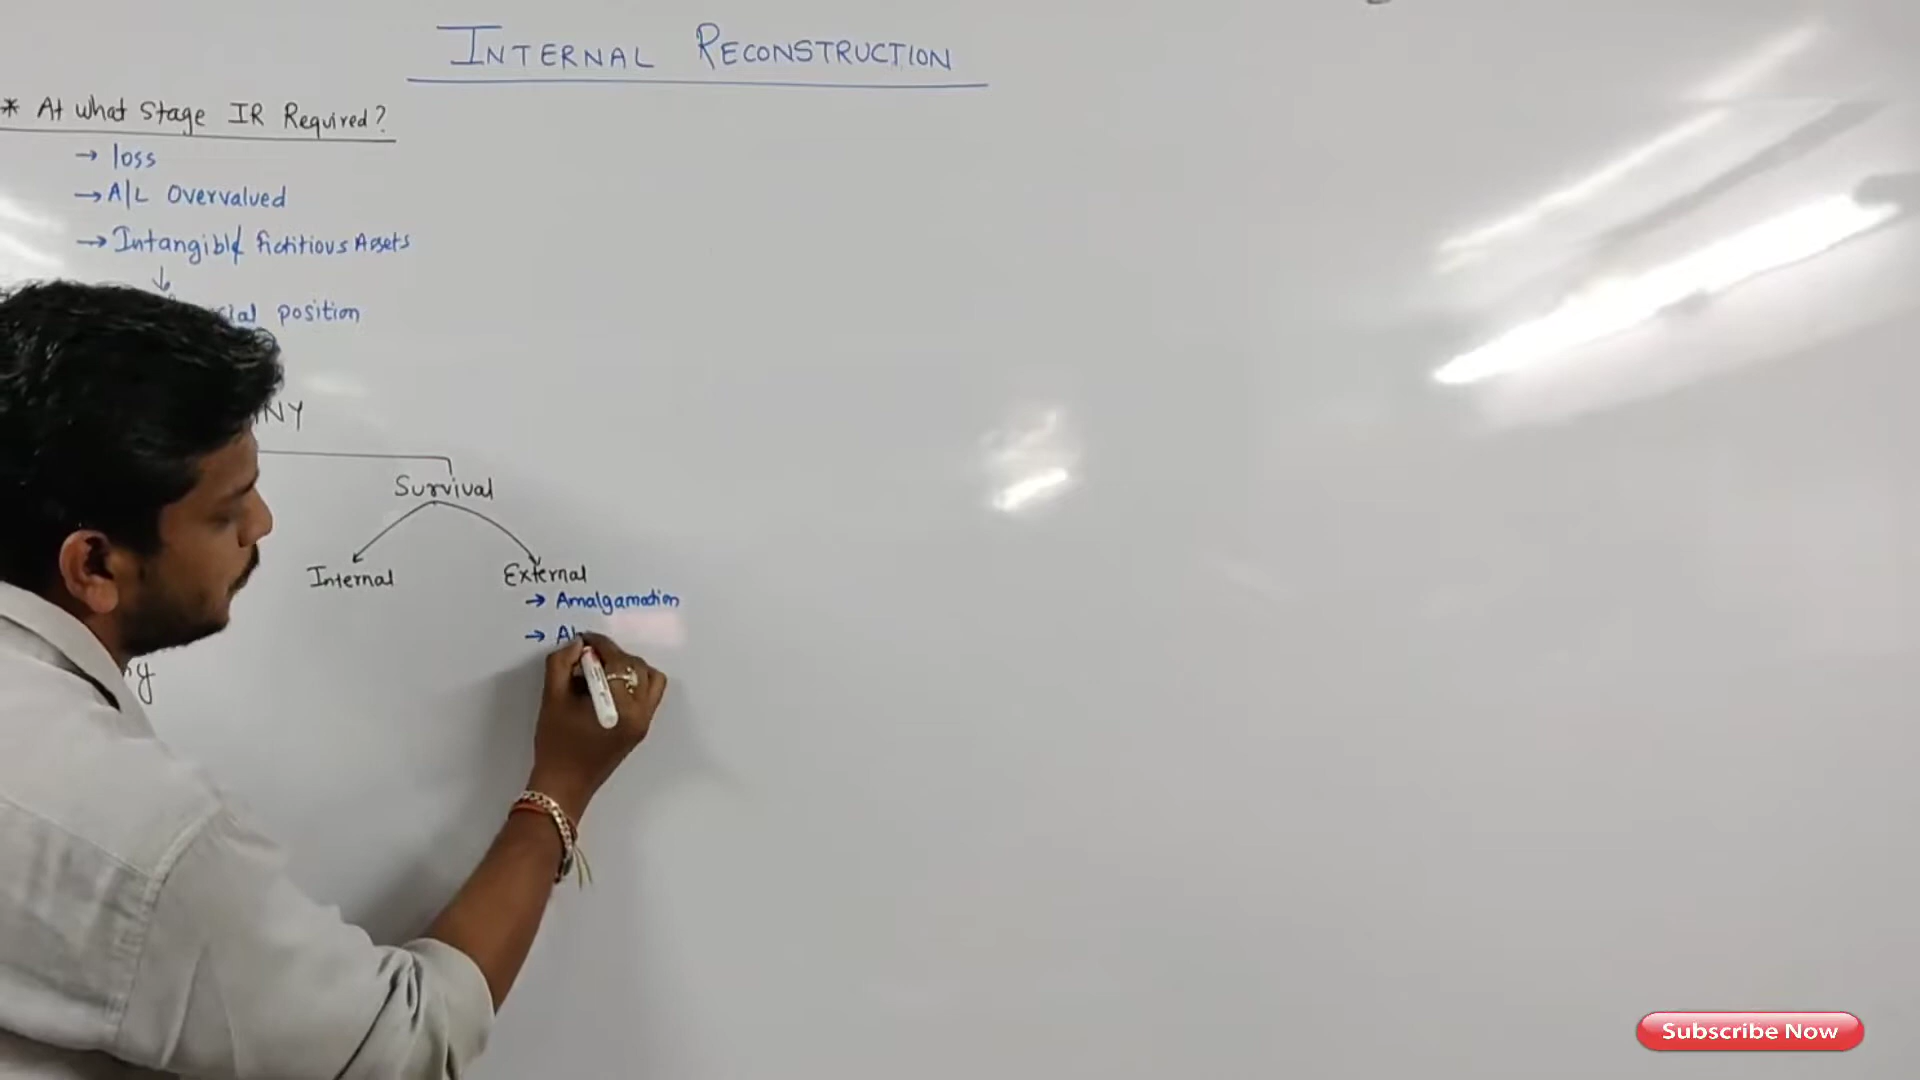 INTERNAL RECONSTRUCTION
* At what Stage IR Required?
→ loss
→ A/L Overvalued
→ Intangible fictitious Assets
↓
position
Survival
Internal External
→ Amalgamation
→ A
Subscribe Now